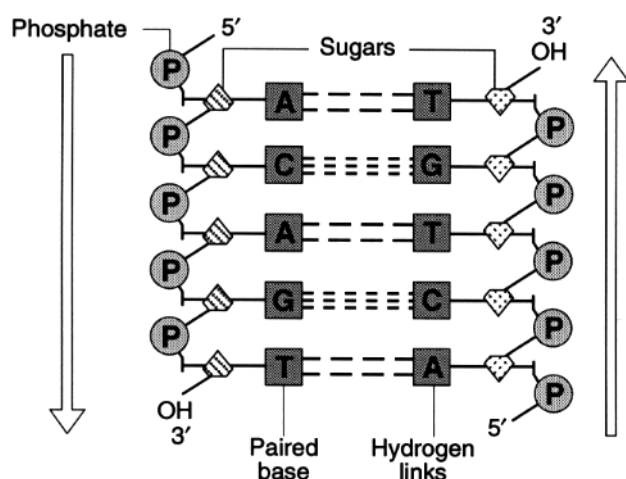 Phosphate
5′
Sugars
3′
OH
P
A
T
P
P
C
G
P
P
A
T
P
P
G
C
P
P
T
A
P
OH
3′
5′
Paired
base
Hydrogen
links